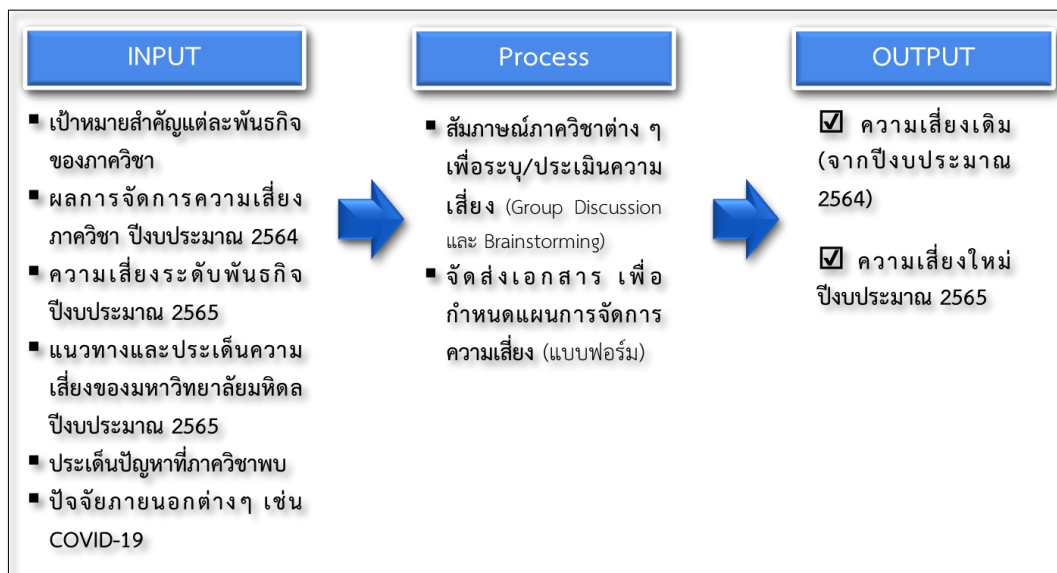 INPUT
▪ เป้าหมายสำคัญแต่ละพันธกิจ
ของภาควิชา
▪ ผลการจัดการความเสี่ยง
ภาควิชา ปีงบประมาณ 2564
▪ ความเสี่ยงระดับพันธกิจ
ปีงบประมาณ 2565
▪ แนวทางและประเด็นความ
เสี่ยงของมหาวิทยาลัยมหิดล
ปีงบประมาณ 2565
▪ ประเด็นปัญหาที่ภาควิชาพบ
▪ ปัจจัยภายนอกต่างๆ เช่น
COVID-19
Process
▪ สัมภาษณ์ภาควิชาต่าง ๆ
เพื่อระบุ/ประเมินความ
เสี่ยง (Group Discussion
และ Brainstorming)
▪ จัดส่งเอกสาร เพื่อ
กำหนดแผนการจัดการ
ความเสี่ยง (แบบฟอร์ม)
OUTPUT
☑ ความเสี่ยงเดิม
(จากปีงบประมาณ
2564)
☑ ความเสี่ยงใหม่
ปีงบประมาณ 2565